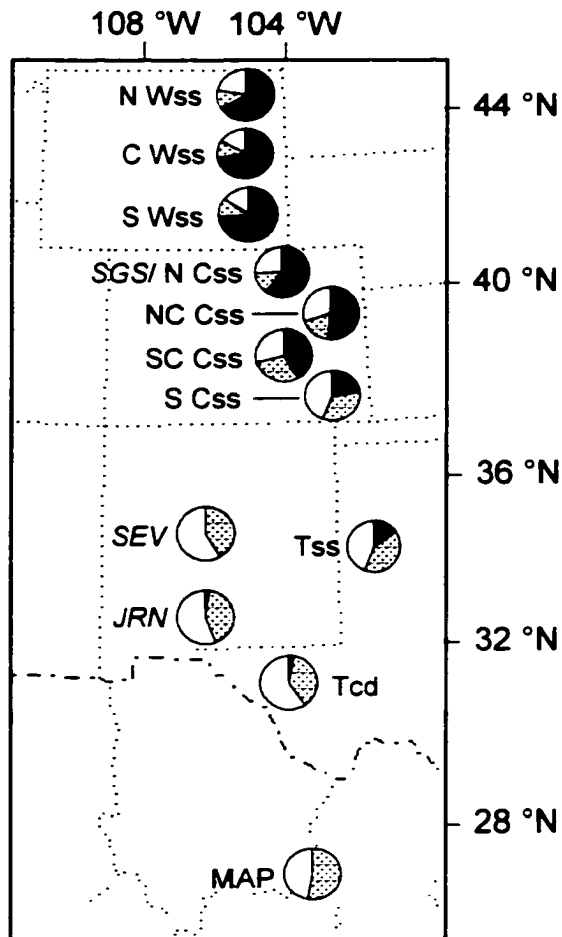 108 °W 104 °W
N Wss
44 °N
C Wss
S Wss
SGS/ N Css
40 °N
NC Css
SC Css
S Css
36 °N
SEV
Tss
JRN
32 °N
Tcd
28 °N
MAP